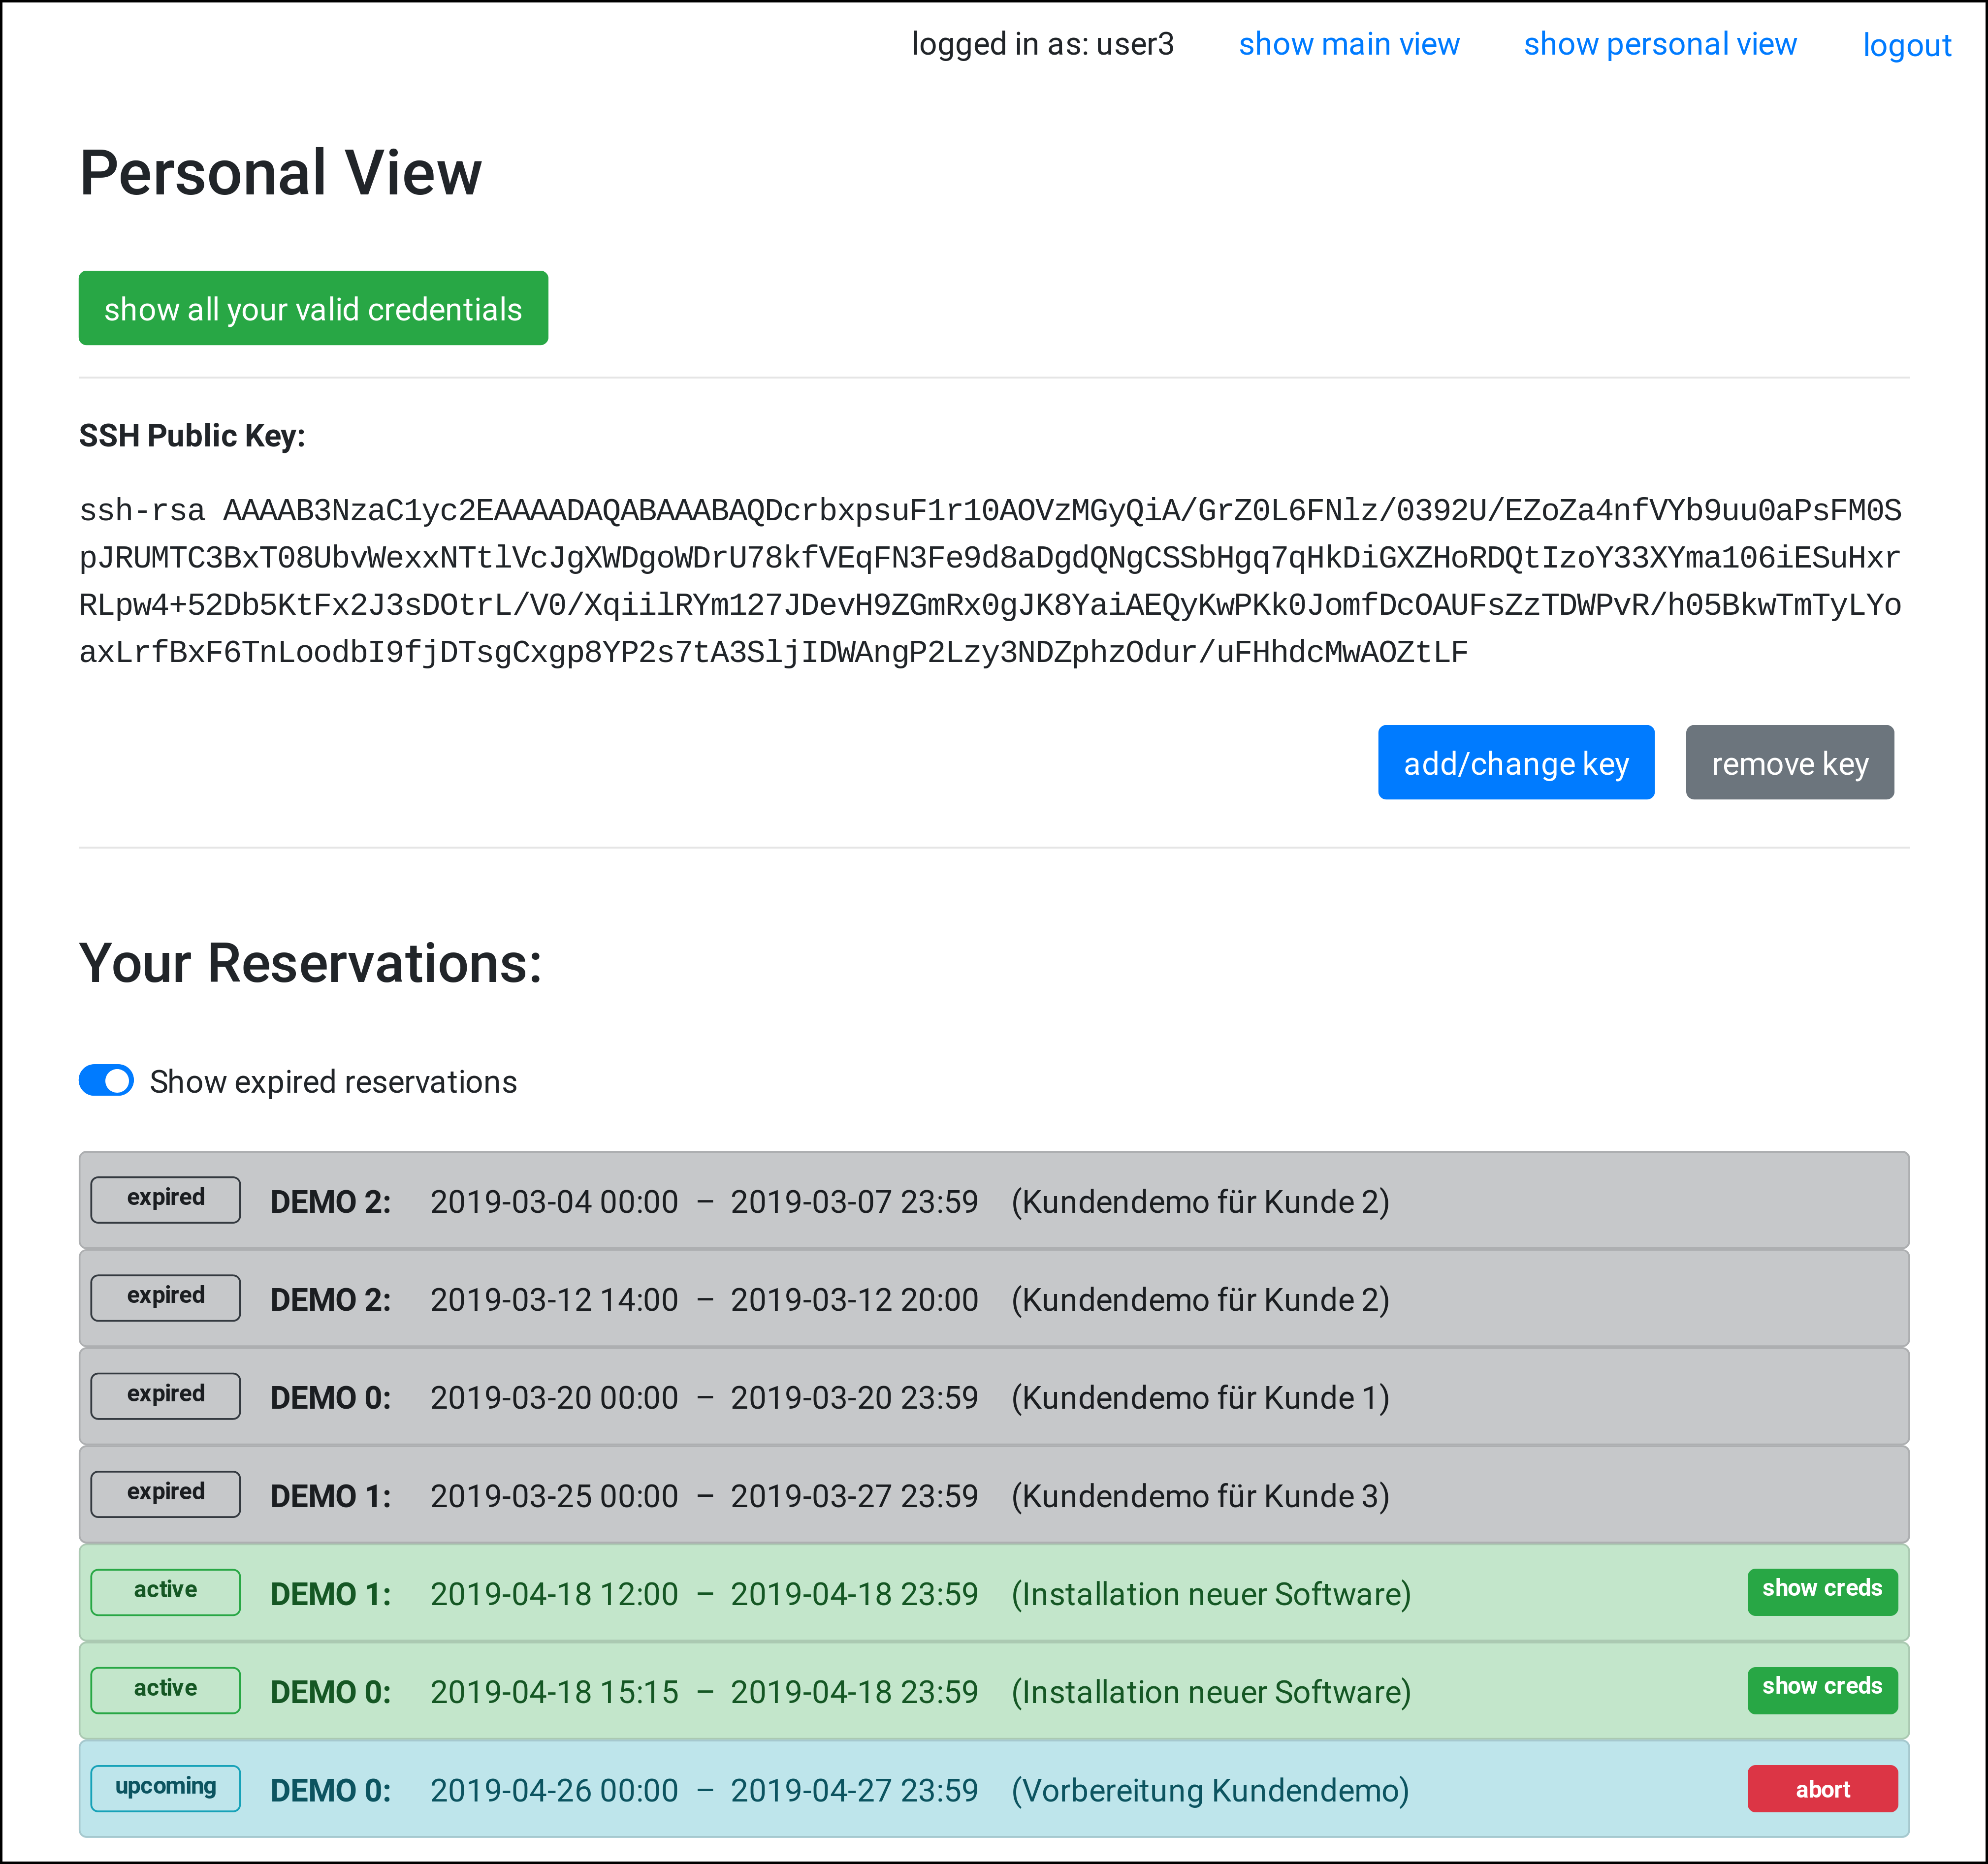 logged in as: user3 show main view show personal view logout
Personal View
show all your valid credentials
SSH Public Key:
ssh-rsa AAAAB3NzaC1yc2EAAAADAQABAAABAQDcrbxpsuF1r10AOVzMGyQiA/GrZ0L6FNlz/0392U/EZoZa4nfVYb9uu0aPsFM0S
pJRUMTC3BxT08UbvWexxNTtlVcJgXWDgoWDrU78kfVEqFN3Fe9d8aDgdQNgCSSbHgq7qHkDiGXZHoRDQtIzoY33XYma106iESuHxr
RLpw4+52Db5KtFx2J3sDOtrL/V0/XqiilRYm127JDevH9ZGmRx0gJK8YaiAEQyKwPKk0JomfDcOAUFsZzTDWPvR/h05BkwTmTyLYo
axLrfBxF6TnLoodbI9fjDTsgCxgp8YP2s7tA3SljIDWAngP2Lzy3NDZphzOdur/uFHhdcMwAOZtLF
add/change key remove key
Your Reservations:
Show expired reservations
expired DEMO 2: 2019-03-04 00:00 – 2019-03-07 23:59 (Kundendemo für Kunde 2)
expired DEMO 2: 2019-03-12 14:00 – 2019-03-12 20:00 (Kundendemo für Kunde 2)
expired DEMO 0: 2019-03-20 00:00 – 2019-03-20 23:59 (Kundendemo für Kunde 1)
expired DEMO 1: 2019-03-25 00:00 – 2019-03-27 23:59 (Kundendemo für Kunde 3)
active DEMO 1: 2019-04-18 12:00 – 2019-04-18 23:59 (Installation neuer Software) show creds
active DEMO 0: 2019-04-18 15:15 – 2019-04-18 23:59 (Installation neuer Software) show creds
upcoming DEMO 0: 2019-04-26 00:00 – 2019-04-27 23:59 (Vorbereitung Kundendemo) abort